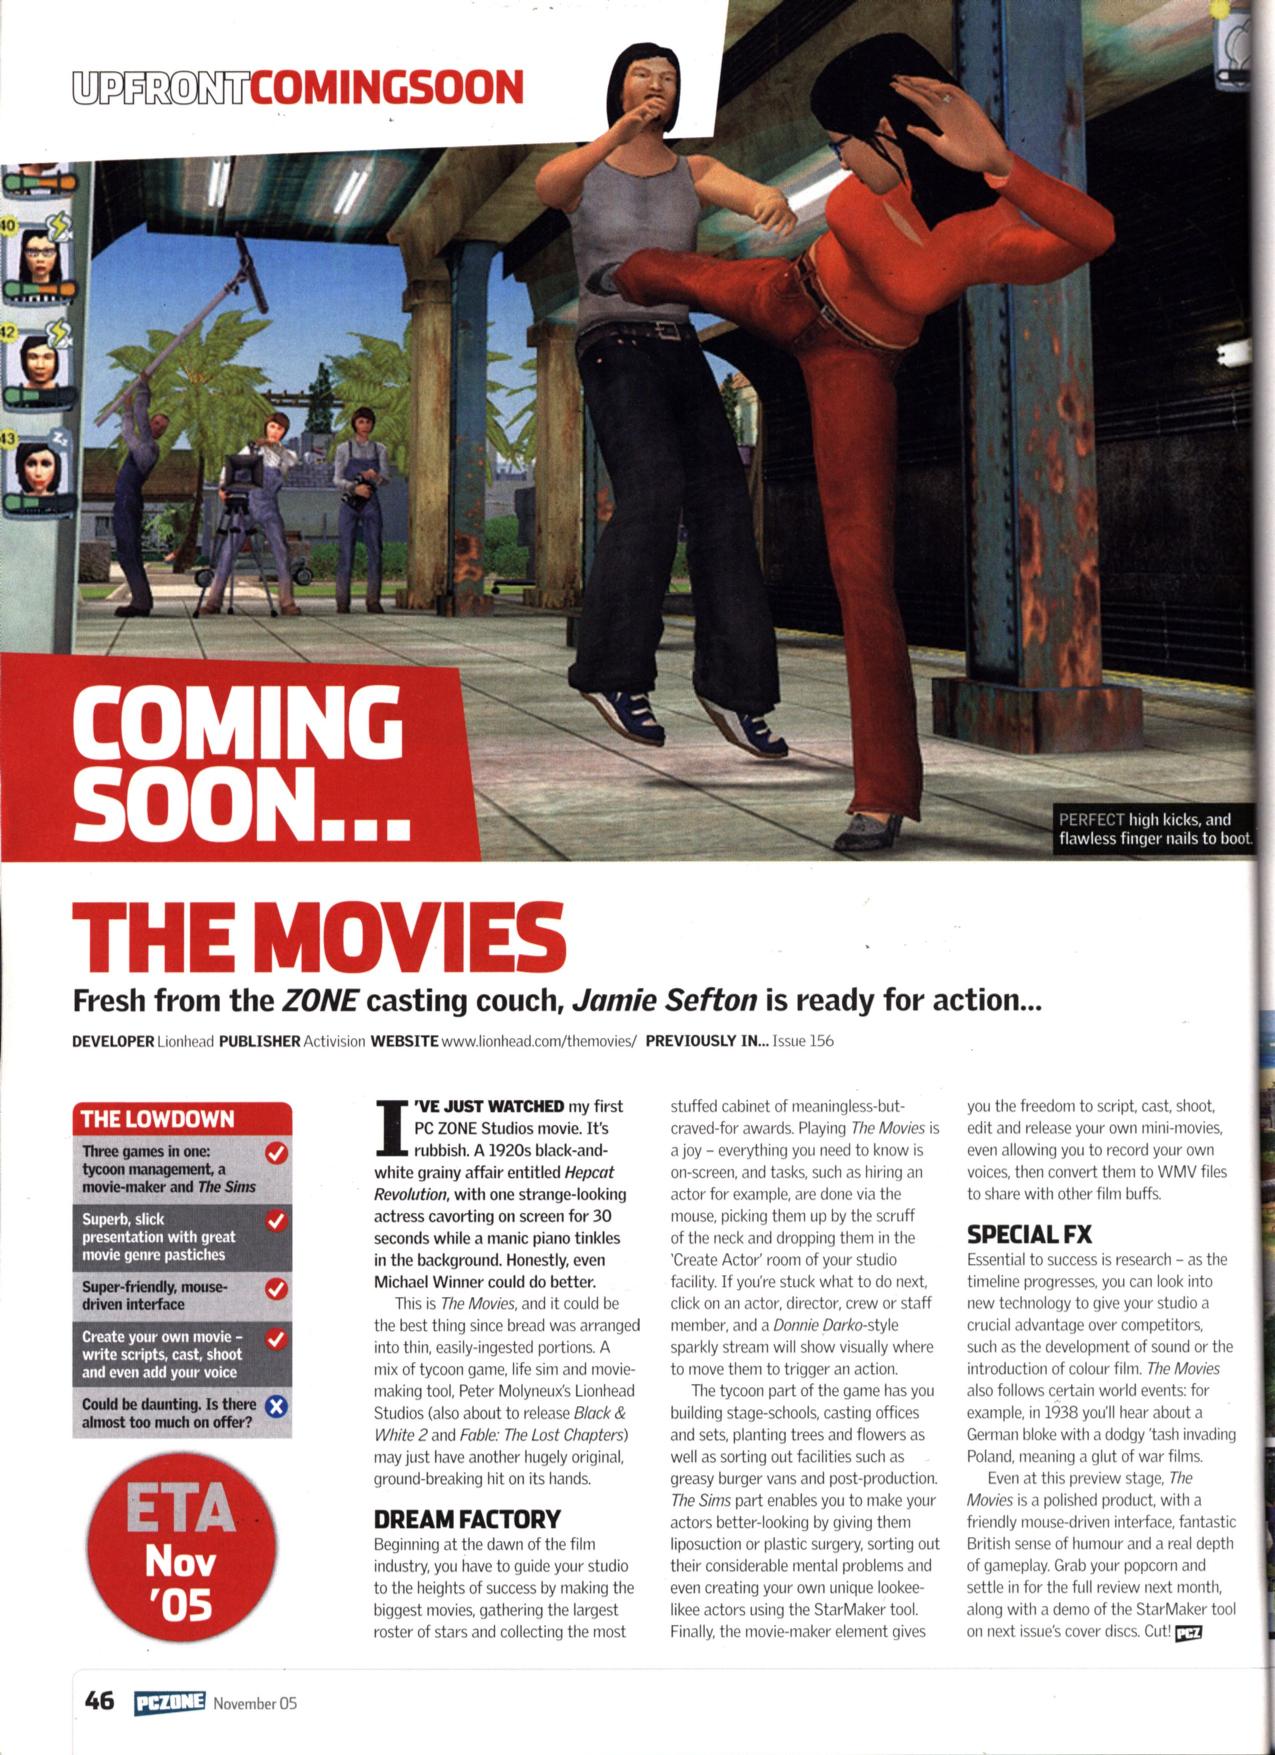 UPFRONTCOMINGSOON
40
42
43
Zz
COMING
SOON...
PERFECT high kicks, and
flawless finger nails to boot.
THE MOVIES
Fresh from the ZONE casting couch, Jamie Sefton is ready for action...
DEVELOPER Lionhead PUBLISHER Activision WEBSITE www.lionhead.com/themovies/ PREVIOUSLY IN... Issue 156
THE LOWDOWN
Three games in one:
tycoon management, a
movie-maker and The Sims
Superb, slick
presentation with great
movie genre pastiches
Super-friendly, mouse-
driven interface
Create your own movie –
write scripts, cast, shoot
and even add your voice
Could be daunting. Is there
almost too much on offer?
ETA
Nov
'05
I'VE JUST WATCHED my first
PC ZONE Studios movie. It's
rubbish. A 1920s black-and-
white grainy affair entitled Hepcat
Revolution, with one strange-looking
actress cavorting on screen for 30
seconds while a manic piano tinkles
in the background. Honestly, even
Michael Winner could do better.
This is The Movies, and it could be
the best thing since bread was arranged
into thin, easily-ingested portions. A
mix of tycoon game, life sim and movie-
making tool, Peter Molyneux's Lionhead
Studios (also about to release Black &
White 2 and Fable: The Lost Chapters)
may just have another hugely original,
ground-breaking hit on its hands.
DREAM FACTORY
Beginning at the dawn of the film
industry, you have to guide your studio
to the heights of success by making the
biggest movies, gathering the largest
roster of stars and collecting the most
stuffed cabinet of meaningless-but-
craved-for awards. Playing The Movies is
a joy – everything you need to know is
on-screen, and tasks, such as hiring an
actor for example, are done via the
mouse, picking them up by the scruff
of the neck and dropping them in the
'Create Actor' room of your studio
facility. If you're stuck what to do next,
click on an actor, director, crew or staff
member, and a Donnie Darko-style
sparkly stream will show visually where
to move them to trigger an action.
The tycoon part of the game has you
building stage-schools, casting offices
and sets, planting trees and flowers as
well as sorting out facilities such as
greasy burger vans and post-production.
The Sims part enables you to make your
actors better-looking by giving them
liposuction or plastic surgery, sorting out
their considerable mental problems and
even creating your own unique lookee-
likee actors using the StarMaker tool.
Finally, the movie-maker element gives
you the freedom to script, cast, shoot,
edit and release your own mini-movies,
even allowing you to record your own
voices, then convert them to WMV files
to share with other film buffs.
SPECIAL FX
Essential to success is research – as the
timeline progresses, you can look into
new technology to give your studio a
crucial advantage over competitors,
such as the development of sound or the
introduction of colour film. The Movies
also follows certain world events: for
example, in 1938 you'll hear about a
German bloke with a dodgy 'tash invading
Poland, meaning a glut of war films.
Even at this preview stage, The
Movies is a polished product, with a
friendly mouse-driven interface, fantastic
British sense of humour and a real depth
of gameplay. Grab your popcorn and
settle in for the full review next month,
along with a demo of the StarMaker tool
on next issue's cover discs. Cut! PCZ
46 PCZONE November 05